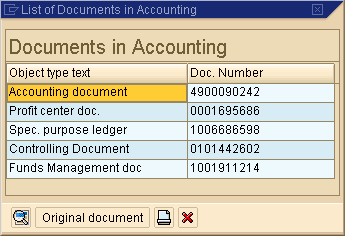 List of Documents in Accounting
Documents in Accounting
Object type text Doc. Number
Accounting document 4900090242
Profit center doc. 0001695686
Spec. purpose ledger 1006686598
Controlling Document 0101442602
Funds Management doc 1001911214
Original document